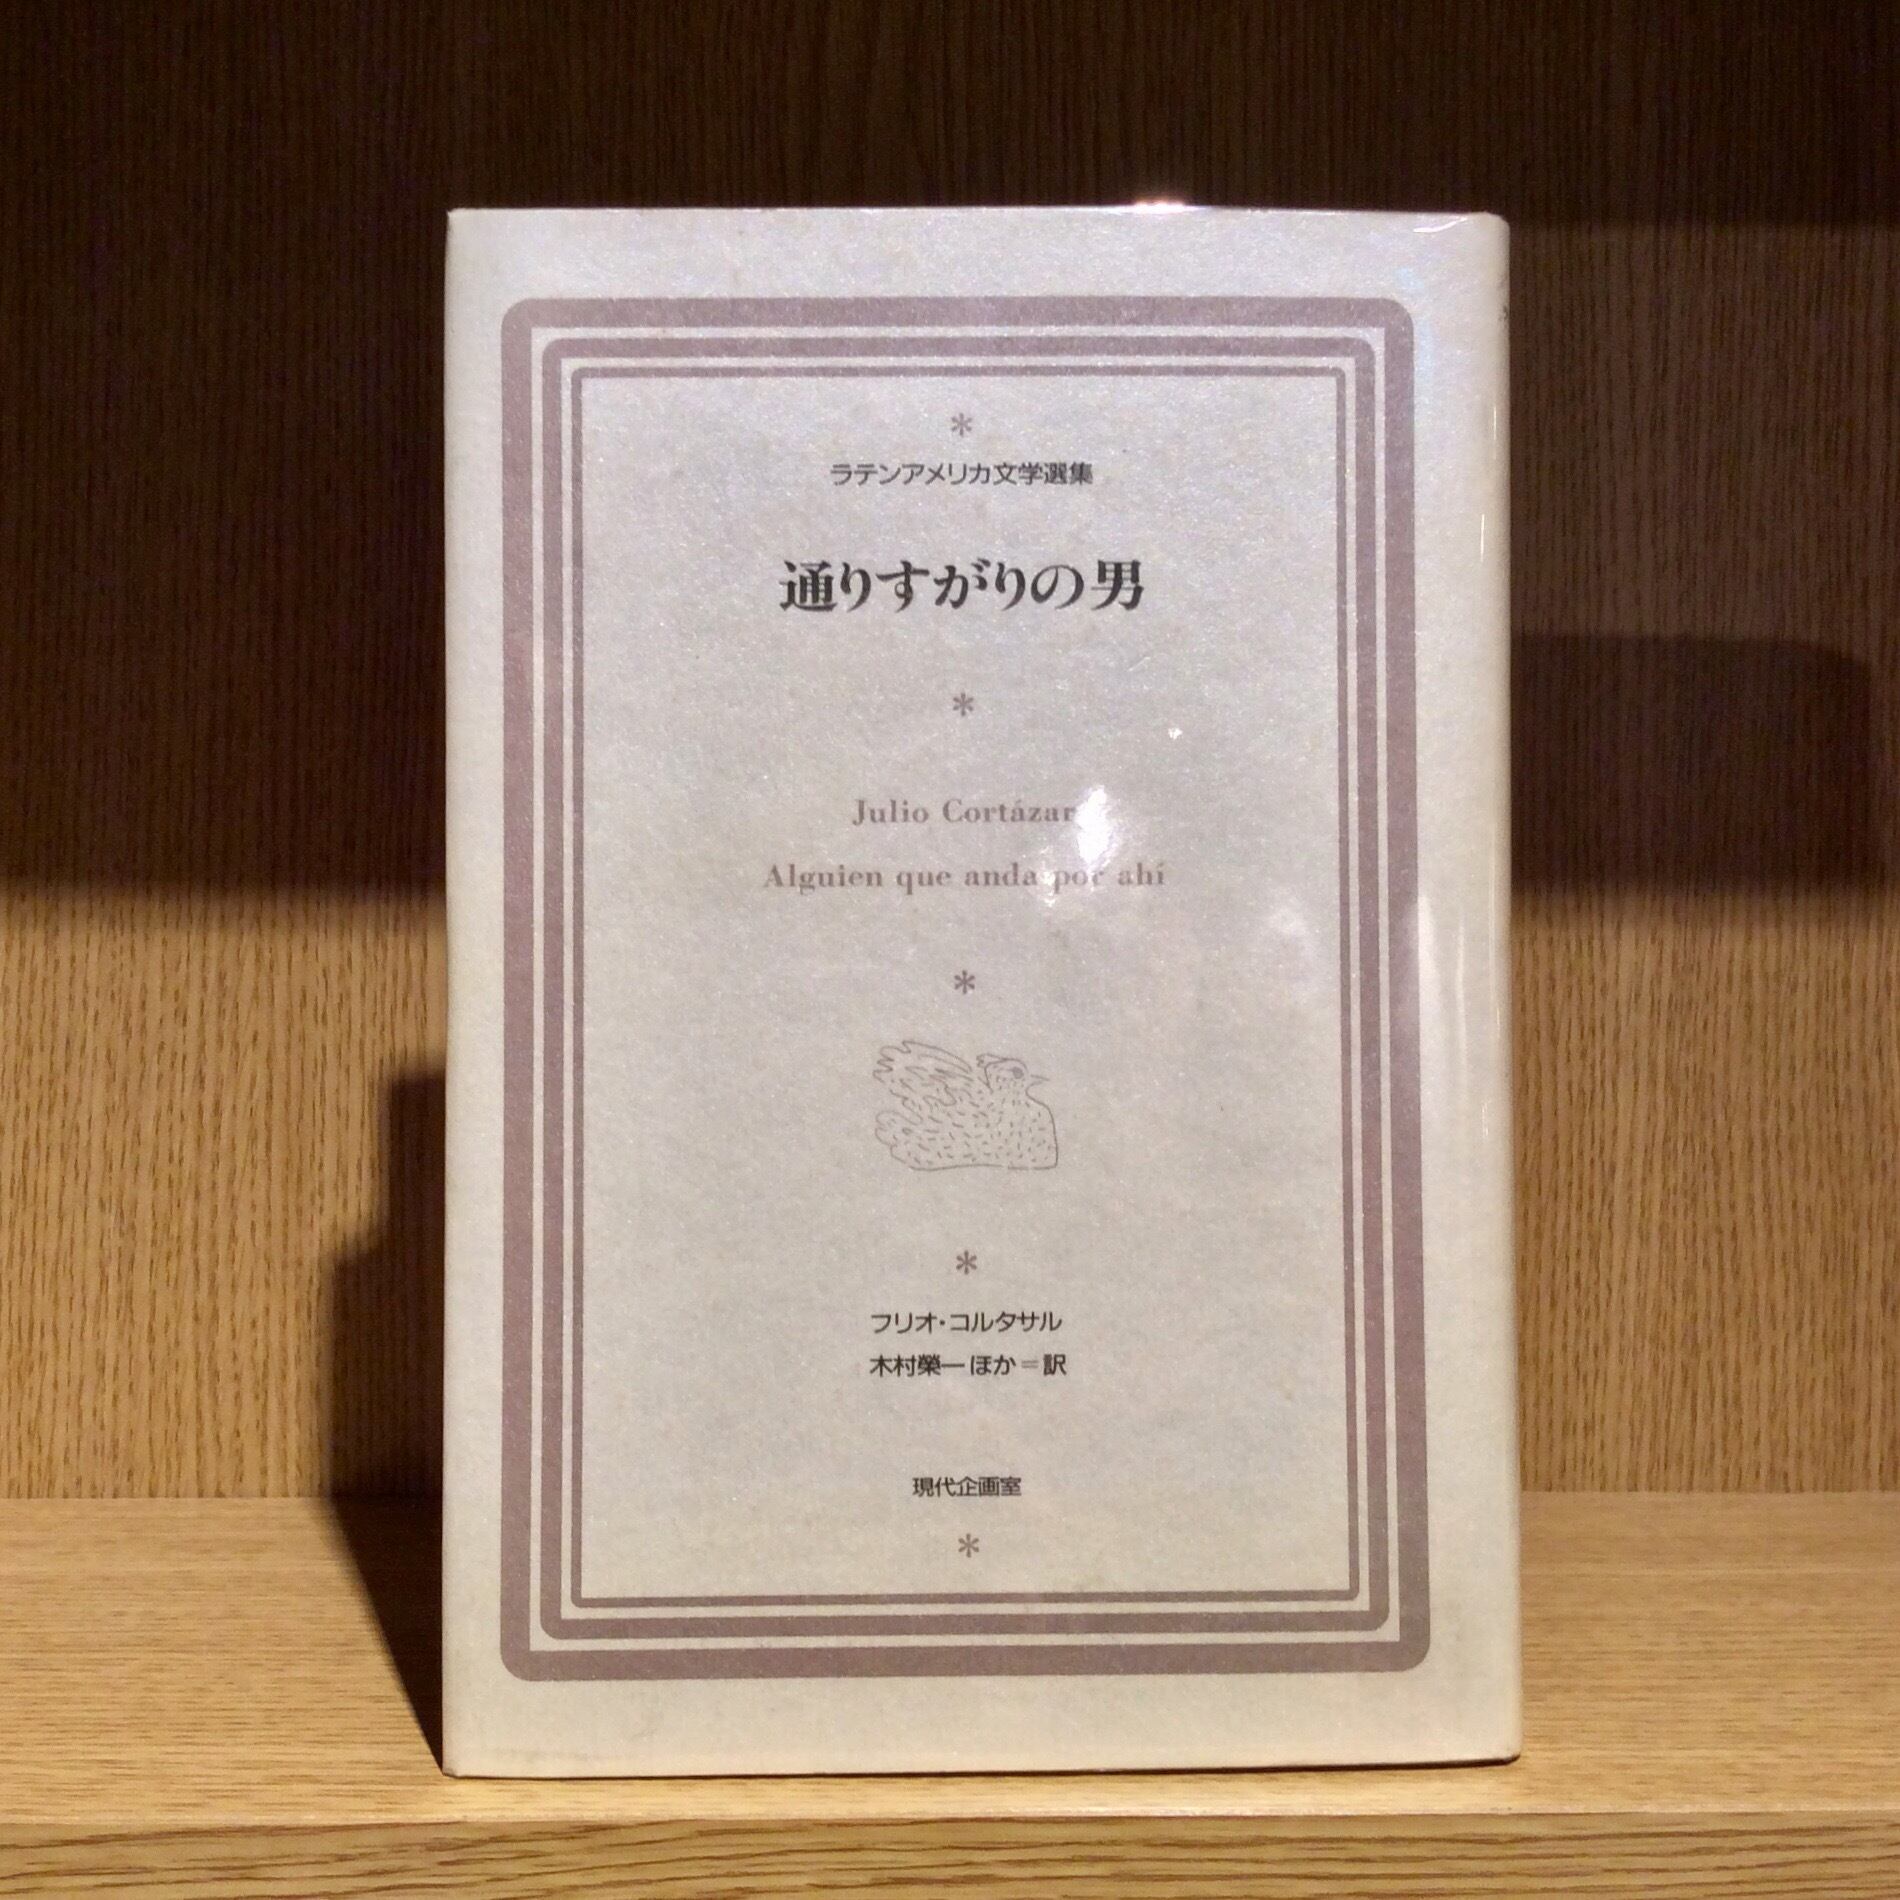 ラテンアメリカ文学選集
通りすがりの男
Julio Cortázar
Alguien que anda por ahí
フリオ・コルタサル
木村榮一 ほか=訳
現代企画室